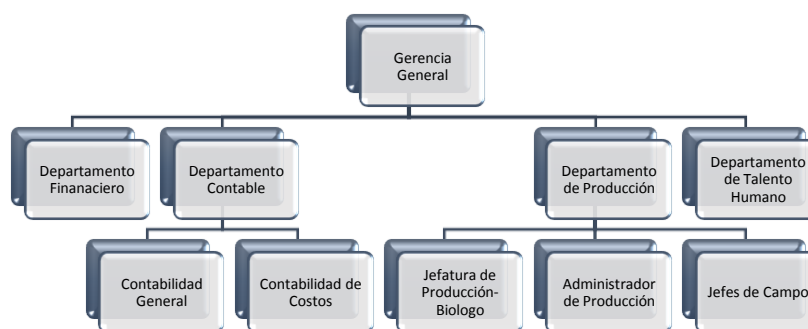 Gerencia
General
Departamento
Finanaciero
Departamento
Contable
Departamento
de Producción
Departamento
de Talento
Humano
Contabilidad
General
Contabilidad de
Costos
Jefatura de
Producción-
Biologo
Administrador
de Producción
Jefes de Campo